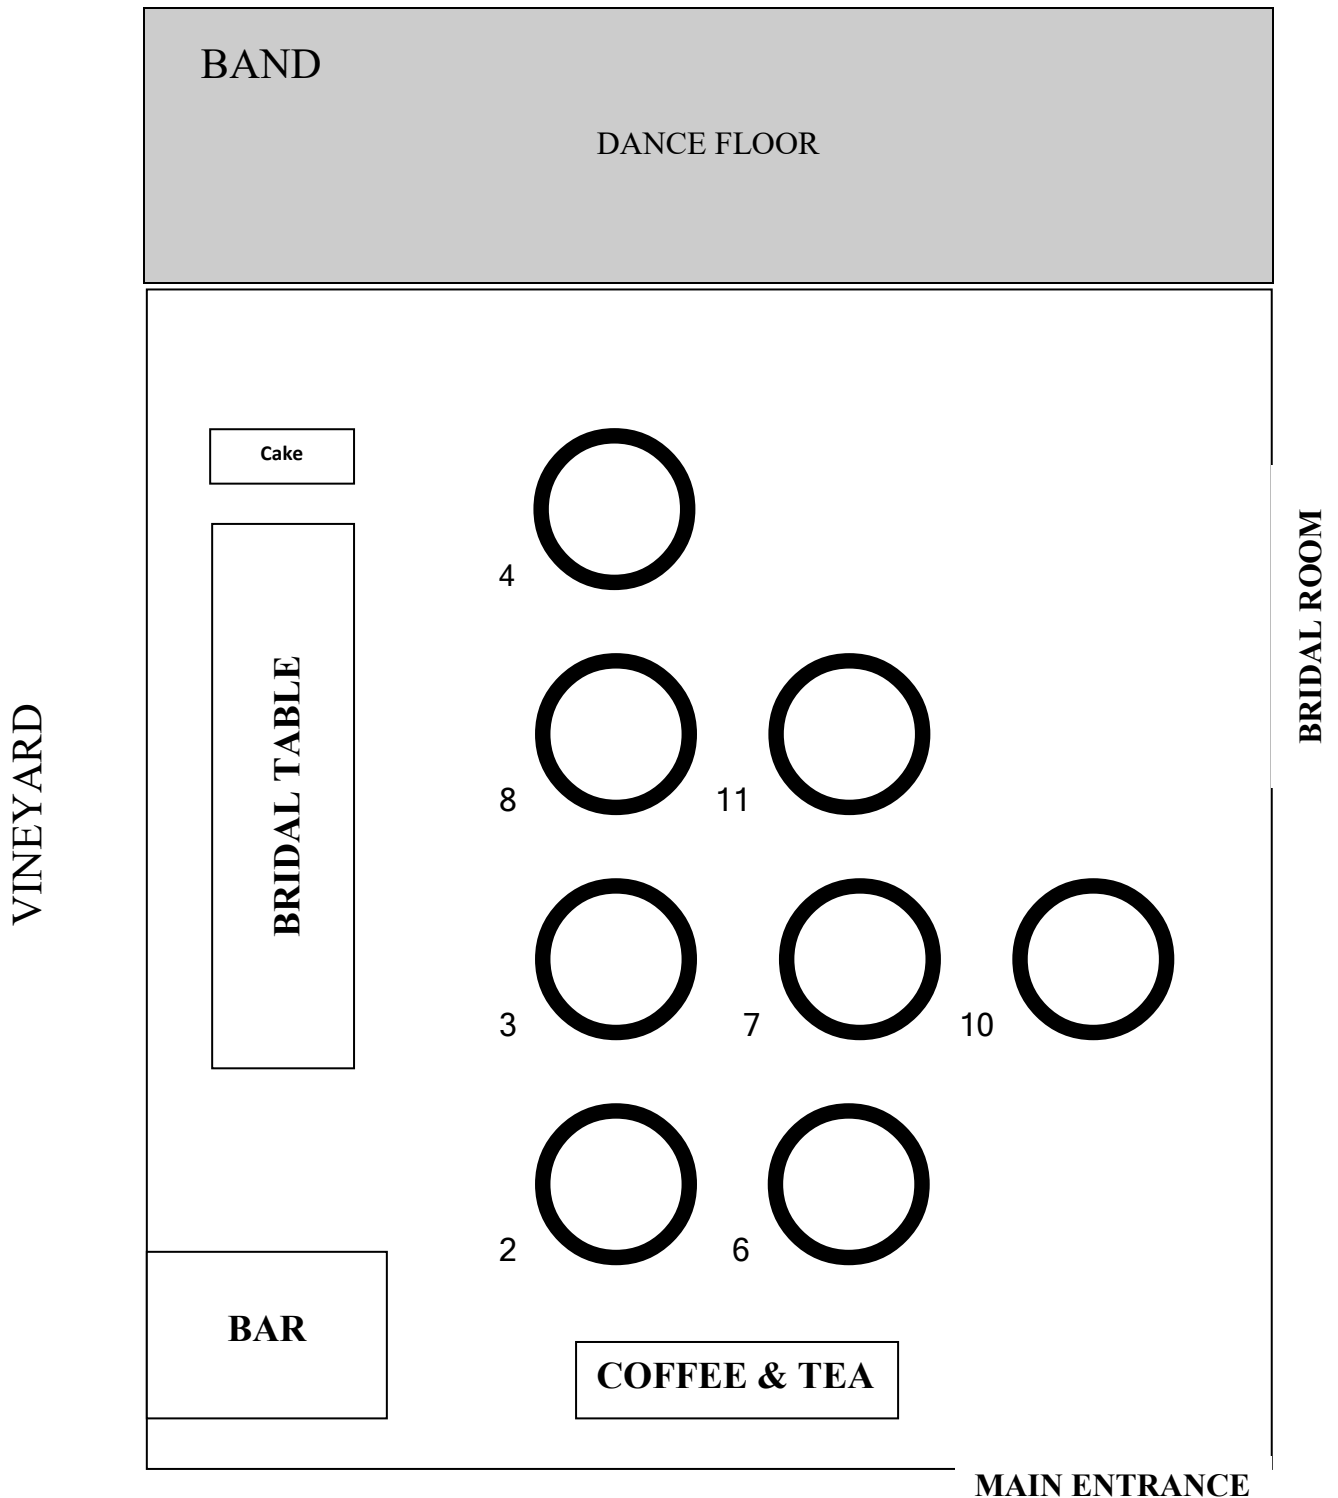 BAND
DANCE FLOOR
Cake
4
BRIDAL ROOM
BRIDAL TABLE
VINEYARD
8
11
3
7
10
2
6
BAR
COFFEE & TEA
MAIN ENTRANCE